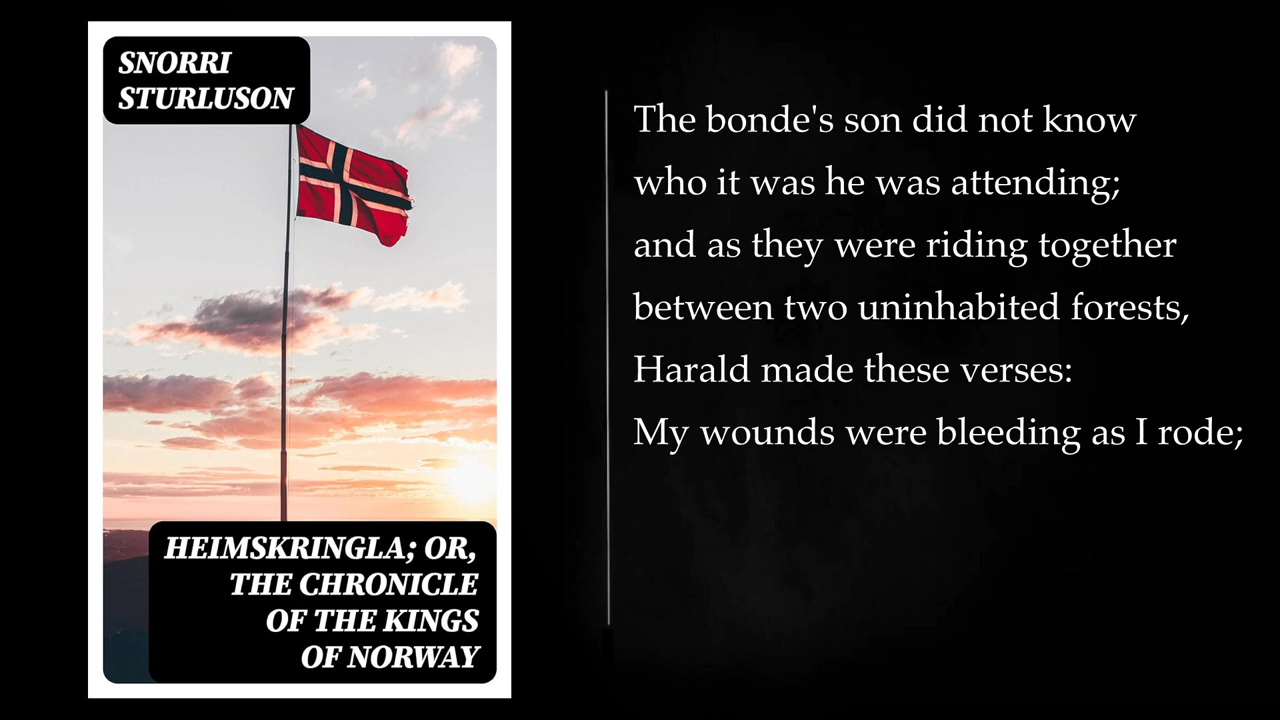 SNORRI
STURLUSON
HEIMSKRINGLA; OR,
THE CHRONICLE
OF THE KINGS
OF NORWAY
The bonde's son did not know
who it was he was attending;
and as they were riding together
between two uninhabited forests,
Harald made these verses:
My wounds were bleeding as I rode;